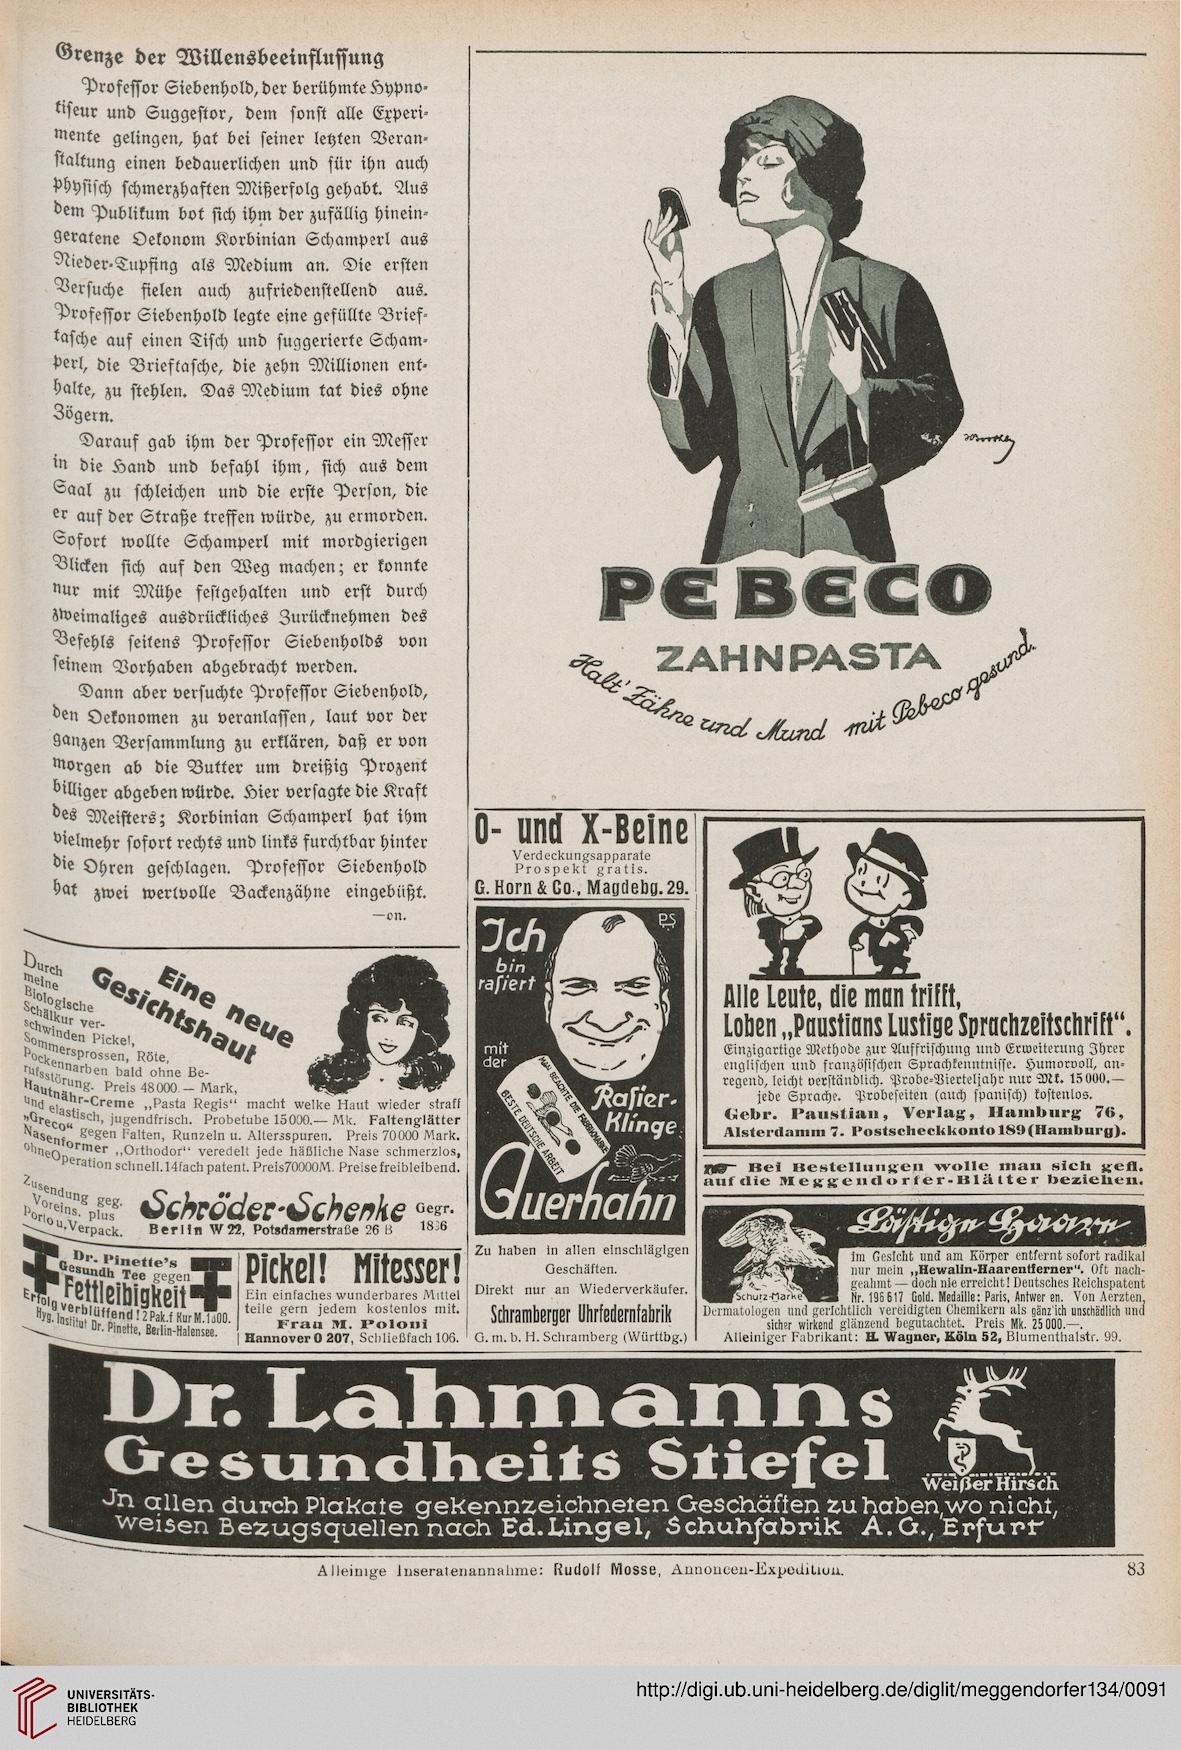 Grenze der Willensbeeinflussung
Professor Siebenhold, der berühmte Hypno-
tiseur und Suggestor, dem sonst alle Experi-
mente gelingen, hat bei seiner letzten Veran-
staltung einen bedauerlichen und für ihn auch
physisch schmerzhaften Mißerfolg gehabt. Aus
dem Publikum bot sich ihm der zufällig hinein-
geratene Oekonom Korbinian Schamperl aus
Nieder-Tupfing als Medium an. Die ersten
Versuche fielen auch zufriedenstellend aus.
Professor Siebenhold legte eine gefüllte Brief-
tasche auf einen Tisch und suggerierte Scham-
perl, die Brieftasche, die zehn Millionen ent-
halte, zu stehlen. Das Medium tat dies ohne
Zögern.
Darauf gab ihm der Professor ein Messer
in die Hand und befahl ihm, sich aus dem
Saal zu schleichen und die erste Person, die
er auf der Straße treffen würde, zu ermorden.
Sofort wollte Schamperl mit mordgierigen
Blicken sich auf den Weg machen; er konnte
nur mit Mühe festgehalten und erst durch
zweimaliges ausdrückliches Zurücknehmen des
Befehls seitens Professor Siebenholds von
seinem Vorhaben abgebracht werden.
Dann aber versuchte Professor Siebenhold,
den Oekonomen zu veranlassen, laut vor der
ganzen Versammlung zu erklären, daß er von
morgen ab die Butter um dreißig Prozent
billiger abgeben würde. Hier versagte die Kraft
des Meisters; Korbinian Schamperl hat ihm
vielmehr sofort rechts und links furchtbar hinter
die Ohren geschlagen. Professor Siebenhold
hat zwei wertvolle Backenzähne eingebüßt.
—on.
PEBECO
ZAHNPASTA
Halt' Zähne und Mund mit Pebeco gesund.
O- und X-Beine
Verdeckungsapparate
Prospekt gratis.
G. Horn & Co., Magdebg. 29.
Ich
bin
rasiert
PS
mit
der
MAN BEACHTE DIE FABRIKMARKE
BESTE DEUTSCHE ARBEIT
Rasier-
Klinge
Querhahn
Zu haben in allen einschlägigen
Geschäften.
Direkt nur an Wiederverkäufer.
Schramberger Uhrfedernfabrik
G. m. b. H. Schramberg (Württbg.)
Alle Leute, die man trifft,
Loben „Paustians Lustige Sprachzeitschrift“.
Einzigartige Methode zur Auffrischung und Erweiterung Ihrer
englischen und französischen Sprachkenntnisse. Humorvoll, an-
regend, leicht verständlich. Probe-Vierteljahr nur Mk. 15000.—
jede Sprache. Probeseiten (auch spanisch) kostenlos.
Gebr. Paustian, Verlag, Hamburg 76,
Alsterdamm 7. Postscheckkonto 189 (Hamburg).
Bei Bestellungen wolle man sich gefl.
auf die Meggendorfer-Blätter beziehen.
Schutz-Marke
Lästige Haare
im Gesicht und am Körper entfernt sofort radikal
nur mein „Hewalin-Haarentferner“. Oft nach-
geahmt — doch nie erreicht! Deutsches Reichspatent
Nr. 196 617 Gold. Medaille: Paris, Antwerpen. Von Aerzten,
Dermatologen und gerichtlich vereidigten Chemikern als gänzlich unschädlich und
sicher wirkend glänzend begutachtet. Preis Mk. 25 000.—.
Alleiniger Fabrikant: H. Wagner, Köln 52, Blumenthalstr. 99.
Eine neue
Gesichtshaut
Durch
meine
Biologische
Schälkur ver-
schwinden Pickel,
Sommersprossen, Röte,
Pockennarben bald ohne Be-
rufsstörung. Preis 48000.— Mark,
Hautnähr-Creme „Pasta Regis“ macht welke Haut wieder straff
und elastisch, jugendfrisch. Probetube 15000.— Mk. Faltenglätter
„Greco“ gegen Falten, Runzeln u. Altersspuren. Preis 70000 Mark.
Nasenformer „Orthodor“ veredelt jede häßliche Nase schmerzlos,
ohne Operation schnell. 14fach patent. Preis 70000 M. Preise freibleibend.
Zusendung geg.
Voreins. plus
Porto u. Verpack.
Schröder-Schenke
Gegr.
Berlin W 22, Potsdamerstraße 26 B
Dr. Pinette's
Gesundh Tee gegen
Fettleibigkeit
Erfolg verblüffend! 2 Pak. f Kur M.
Hyg. Institut Dr. Pinette, Berlin-Halensee.
Pickel! Mitesser!
Ein einfaches wunderbares Mittel
teile gern jedem kostenlos mit.
Frau M. Poloni
Hannover O 207, Schließfach 106.
Dr. Lahmanns
Gesundheits Stiefel
Weißer Hirsch
In allen durch Plakate gekennzeichneten Geschäften zu haben, wo nicht,
weisen Bezugsquellen nach Ed. Lingel, Schuhfabrik A.G., Erfurt
Alleinige Inseratenannahme: Rudolf Mosse, Annoncen-Expedition.
83
UNIVERSITÄTS-
BIBLIOTHEK
HEIDELBERG
http://digi.ub.uni-heidelberg.de/diglit/meggendorfer134/0091